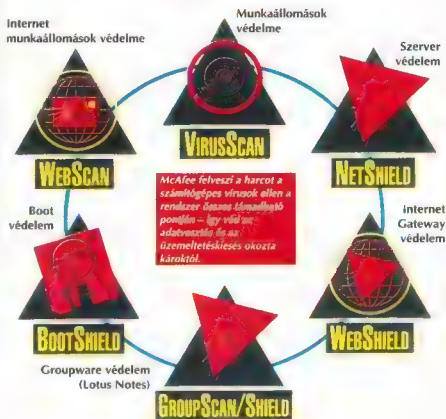 Internet
munkaállomások védelme
Munkaállomások
védelme
Szerver
védelem
WEBSCAN
VIRUSSCAN
NETSHIELD
McAfee felveszi a harcot a
számítógépes vírusok ellen a
rendszer összes támadható
pontján – így véd az
adatvesztés és az
üzemeltetéskiesés okozta
károktól.
Boot
védelem
Internet
Gateway
védelem
BOOTSHIELD
WEBSHIELD
Groupware védelem
(Lotus Notes)
GROUPSCAN/SHIELD